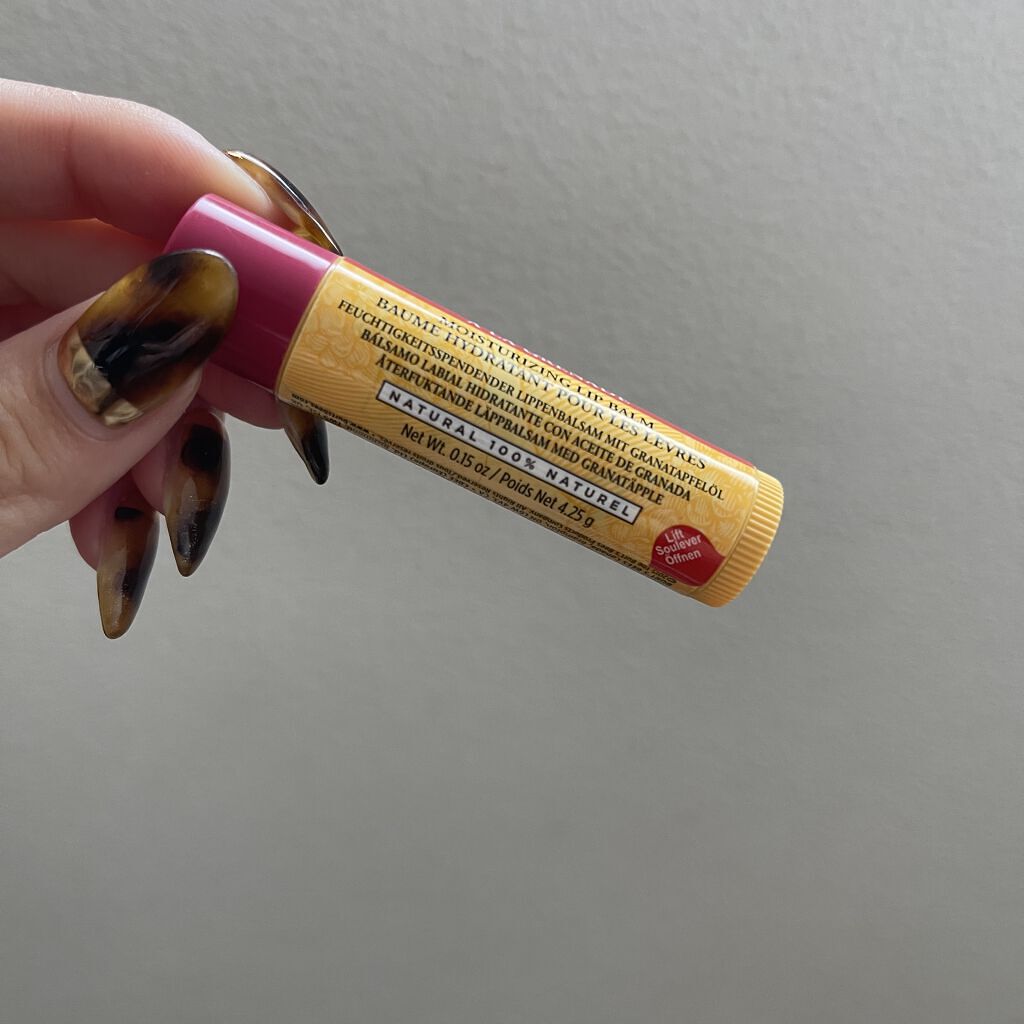 MOISTURIZING LIP BALM
BAUME HYDRATANT POUR LES LÈVRES
FEUCHTIGKEITSSPENDENDER LIPPENBALSAM MIT GRANATAPFELÖL
BÁLSAMO LABIAL HIDRATANTE CON ACEITE DE GRANADA
ÅTERFUKTANDE LÄPPBALSAM MED GRANATÄPPLE
NATURAL 100% NATUREL
Net Wt. 0.15 oz / Poids Net 4.25 g
Lift
Soulever
Öffnen